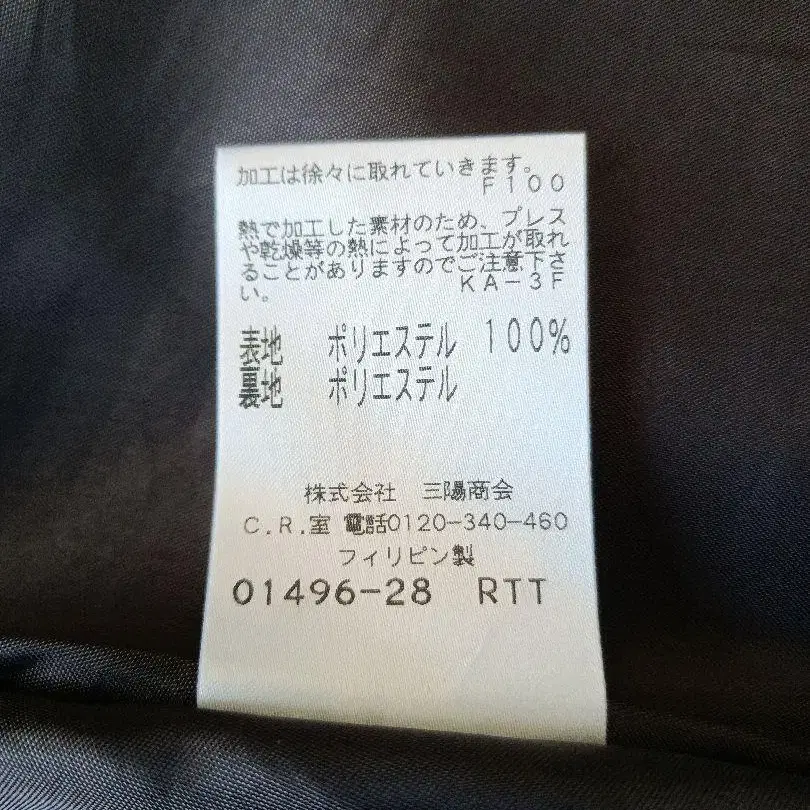 加工は徐々に取れていきます。
F100
熱で加工した素材のため、プレス
や乾燥等の熱によって加工が取れ
ることがありますのでご注意下さ
い。 KA-3F
表地 ポリエステル 100%
裏地 ポリエステル
株式会社 三陽商会
C.R.室 電話0120-340-460
フィリピン製
01496-28 RTT